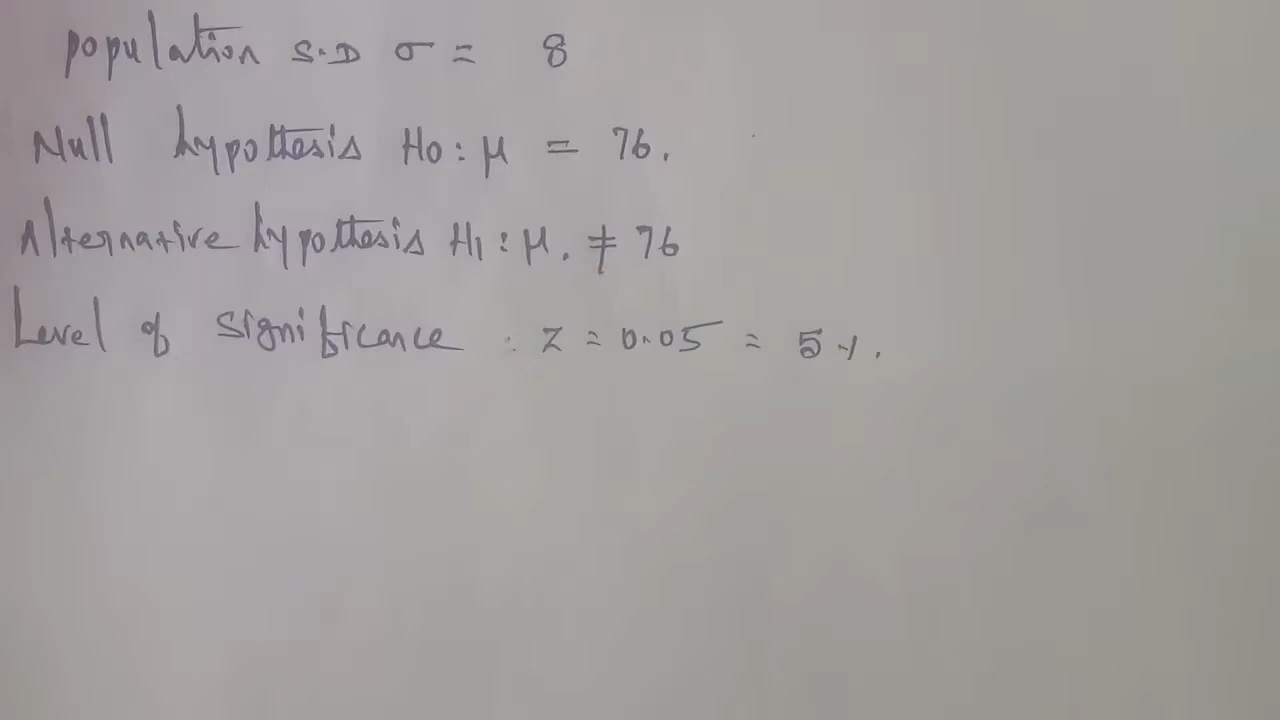 population S.D σ = 8
Null hypothesis H0 : μ = 76.
Alternative hypothesis H1 : μ. ≠ 76
Level of significance : Z = 0.05 = 5%.